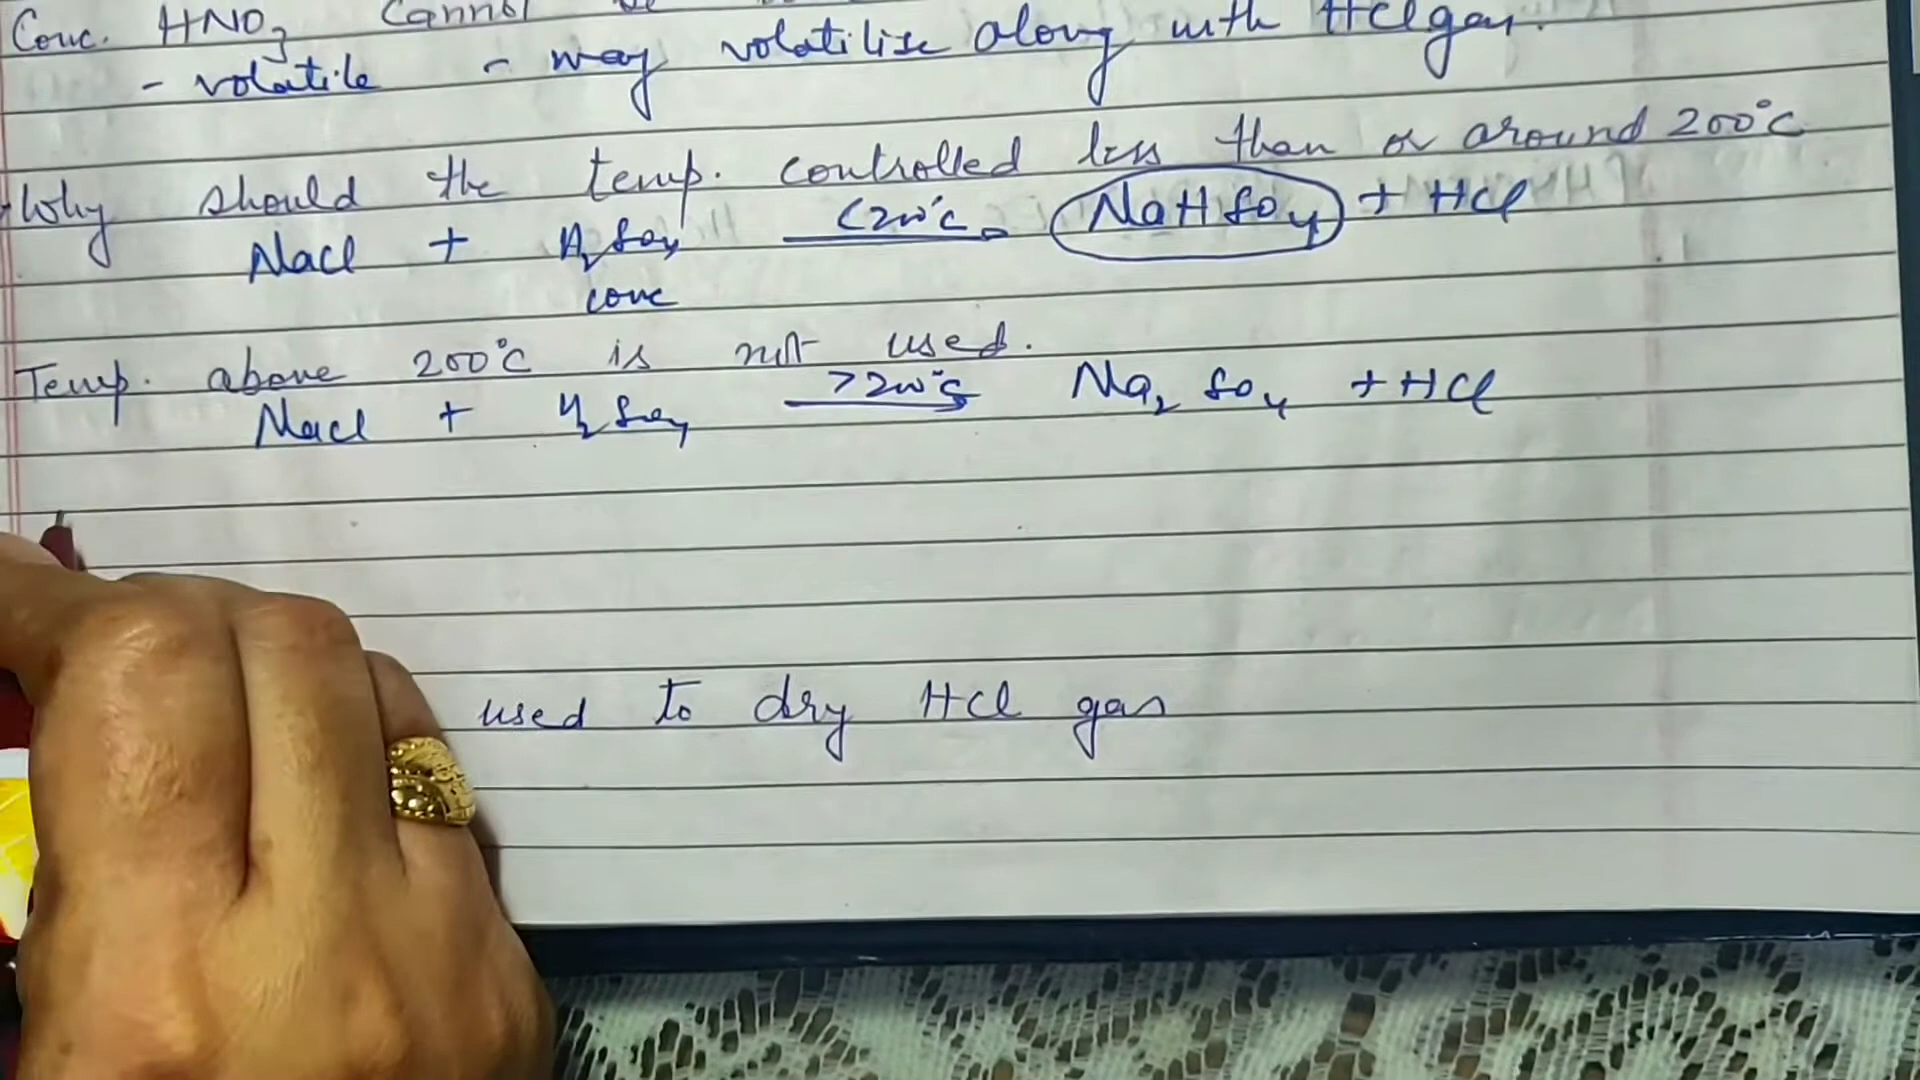 Conc. HNO3 Cannot
- volatile - may volatilise along with HCl gas.
Why should the temp. controlled less than or around 200°C
NaCl + H2SO4 <200°C NaHSO4 + HCl
conc
Temp. above 200°C is not used.
NaCl + H2SO4 >200°C Na2SO4 + HCl
used to dry HCl gas